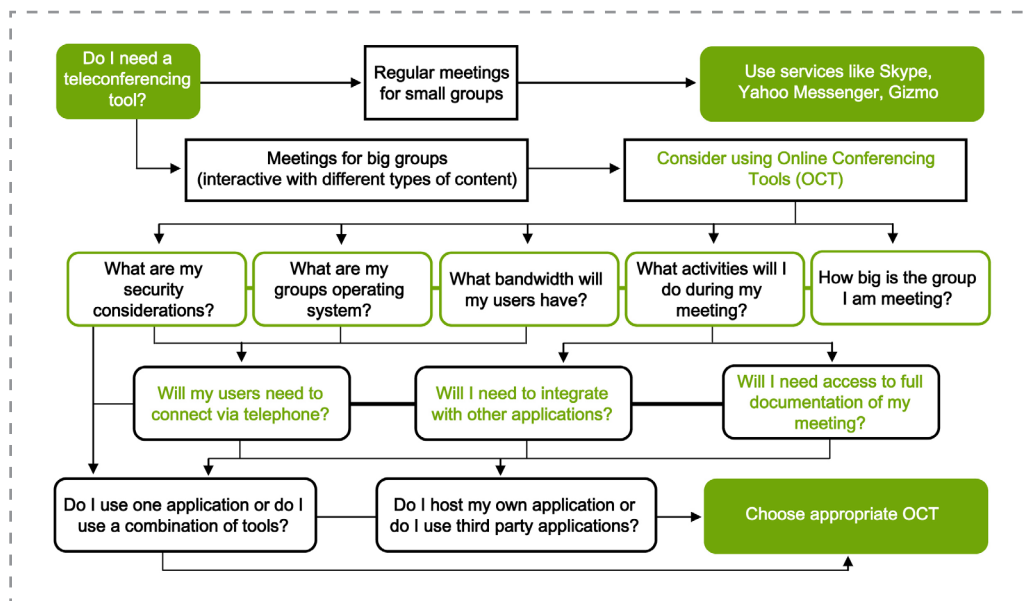 Do I need a
teleconferencing
tool?
Regular meetings
for small groups
Use services like Skype,
Yahoo Messenger, Gizmo
Meetings for big groups
(interactive with different types of content)
Consider using Online Conferencing
Tools (OCT)
What are my
security
considerations?
What are my
groups operating
system?
What bandwidth will
my users have?
What activities will I
do during my
meeting?
How big is the group
I am meeting?
Will my users need to
connect via telephone?
Will I need to integrate
with other applications?
Will I need access to full
documentation of my
meeting?
Do I use one application or do I
use a combination of tools?
Do I host my own application or
do I use third party applications?
Choose appropriate OCT